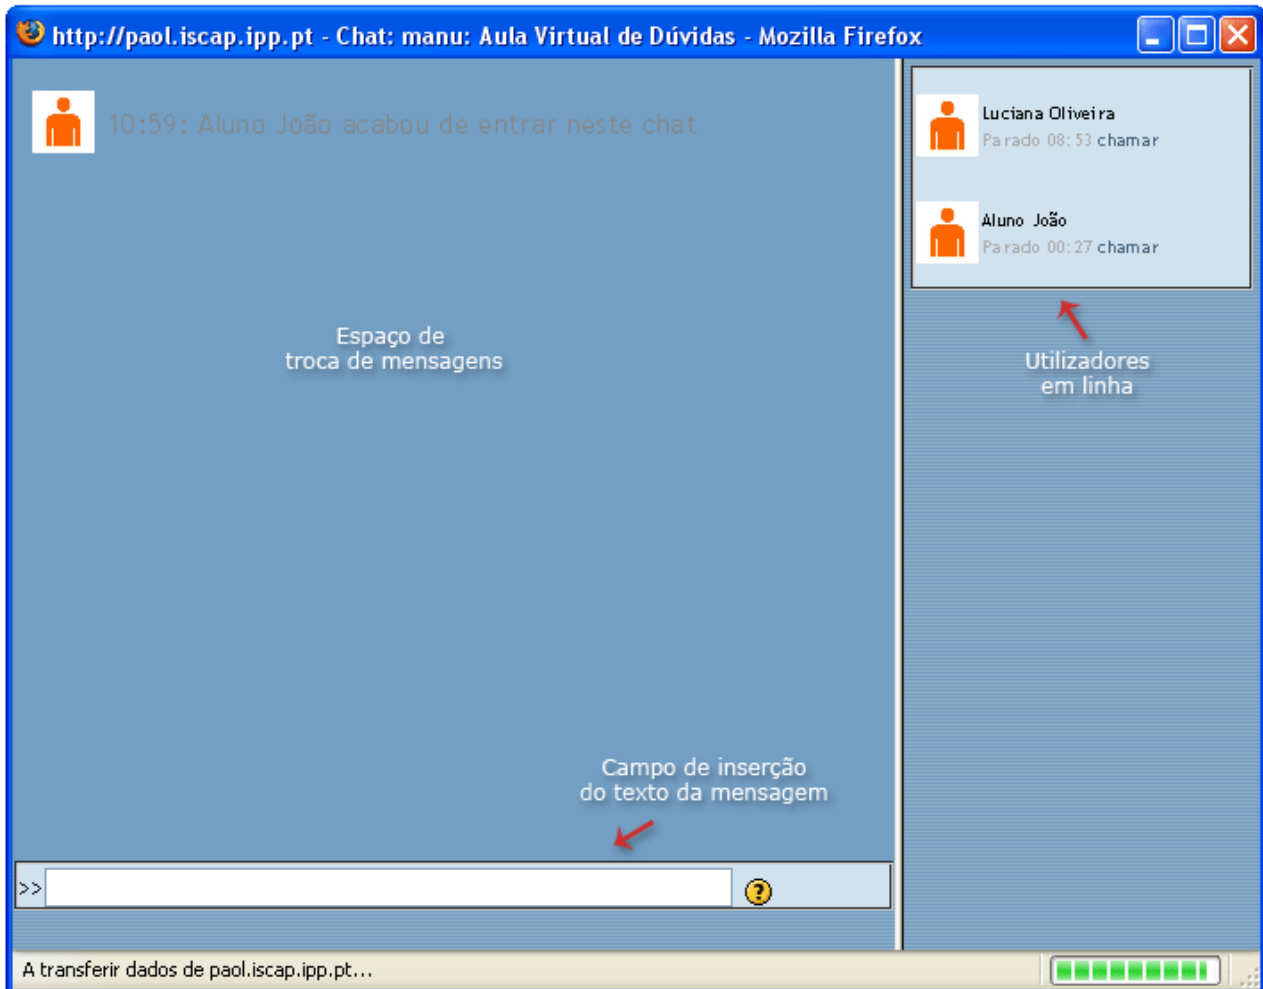 http://paol.iscap.ipp.pt - Chat: manu: Aula Virtual de Dúvidas - Mozilla Firefox
10:59: Aluno João acabou de entrar neste chat
Luciana Oliveira
Parado 08:53 chamar
Aluno João
Parado 00:27 chamar
Espaço de
troca de mensagens
Utilizadores
em linha
Campo de inserção
do texto da mensagem
>>
?
A transferir dados de paol.iscap.ipp.pt...